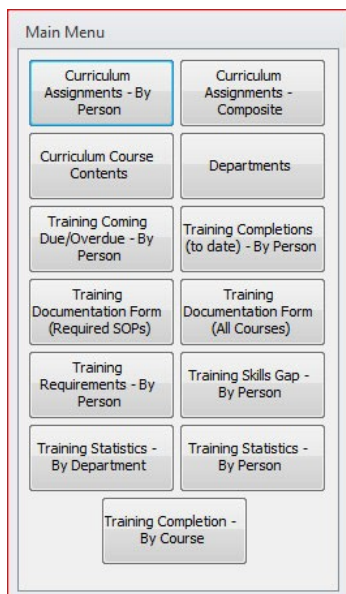 Main Menu
Curriculum
Assignments - By
Person
Curriculum
Assignments -
Composite
Curriculum Course
Contents
Departments
Training Coming
Due/Overdue - By
Person
Training Completions
(to date) - By Person
Training
Documentation Form
(Required SOPs)
Training
Documentation Form
(All Courses)
Training
Requirements - By
Person
Training Skills Gap -
By Person
Training Statistics -
By Department
Training Statistics -
By Person
Training Completion -
By Course